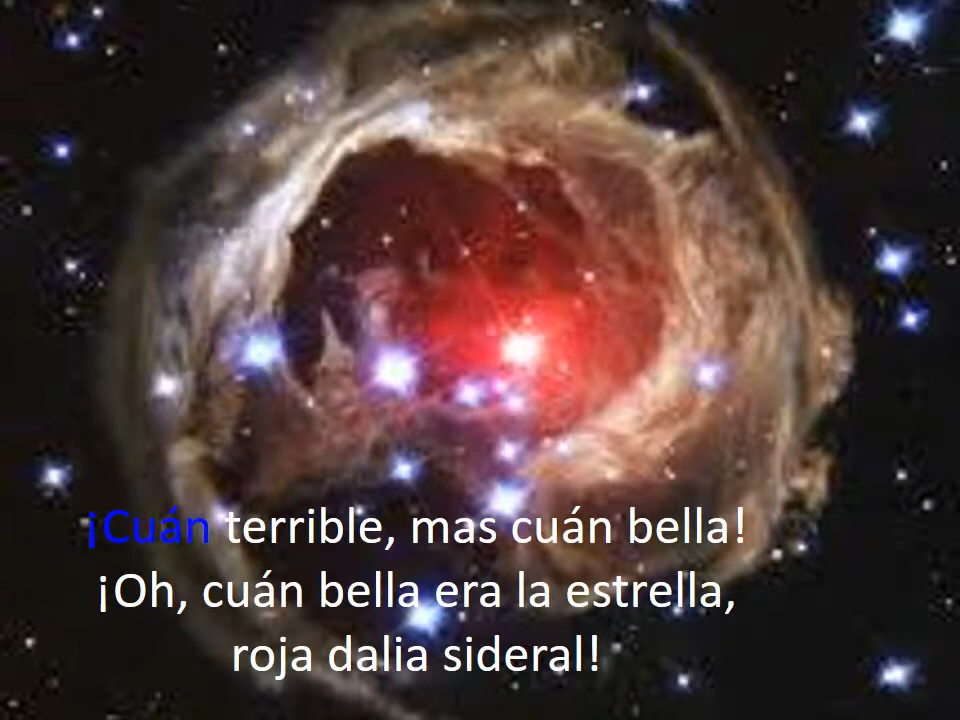 ¡Cuán terrible, mas cuán bella!
¡Oh, cuán bella era la estrella,
roja dalia sideral!